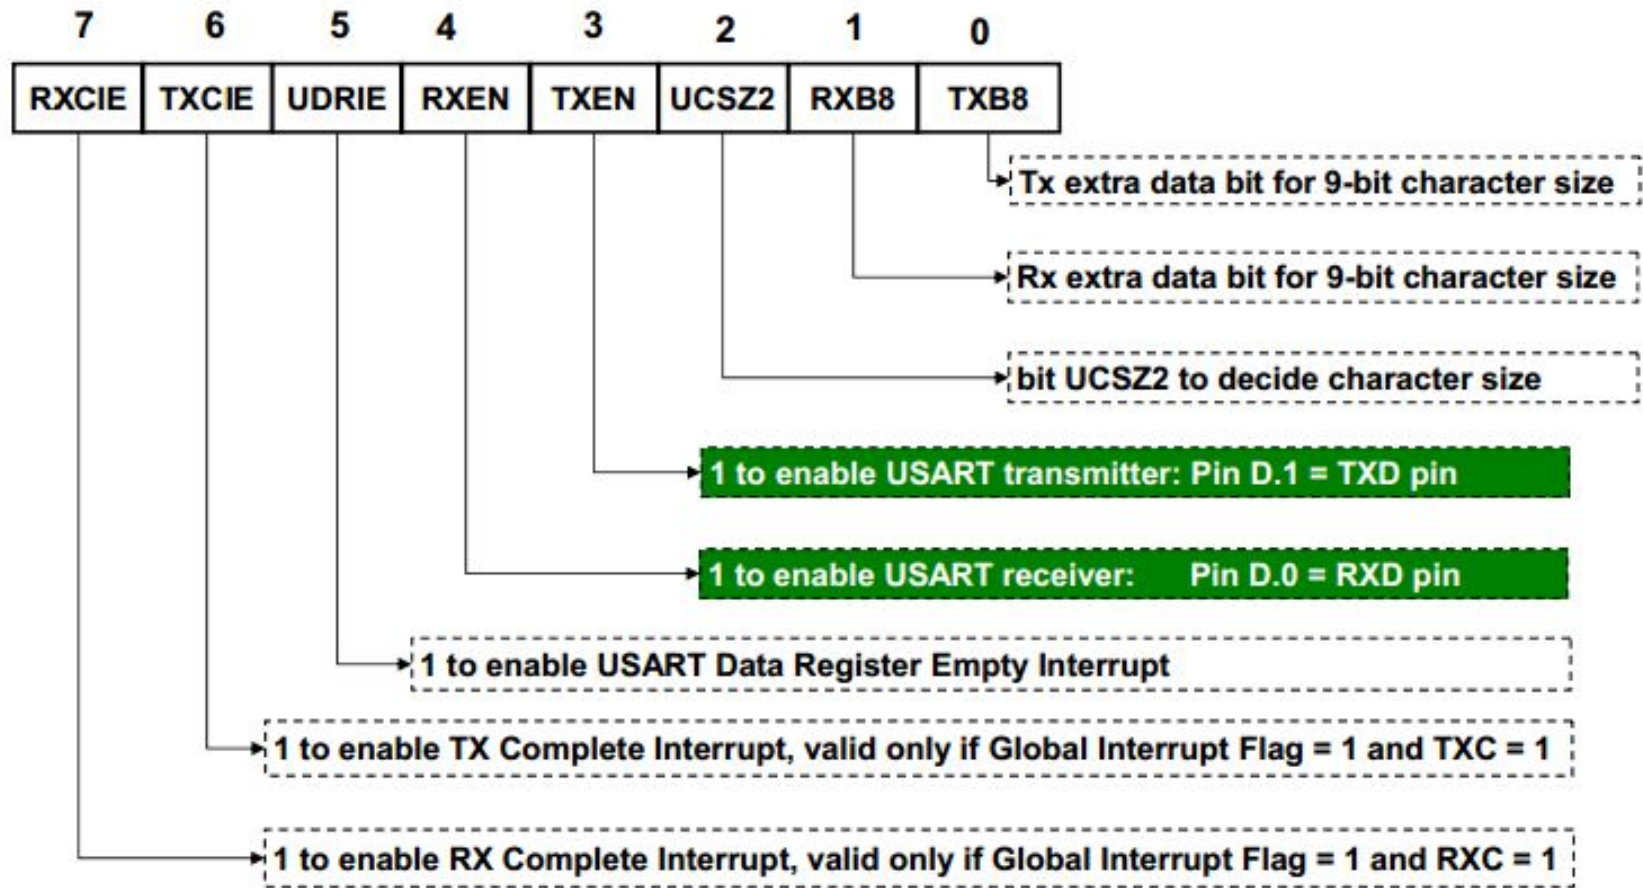 7 6 5 4 3 2 1 0
RXCIE TXCIE UDRIE RXEN TXEN UCSZ2 RXB8 TXB8
Tx extra data bit for 9-bit character size
Rx extra data bit for 9-bit character size
bit UCSZ2 to decide character size
1 to enable USART transmitter: Pin D.1 = TXD pin
1 to enable USART receiver: Pin D.0 = RXD pin
1 to enable USART Data Register Empty Interrupt
1 to enable TX Complete Interrupt, valid only if Global Interrupt Flag = 1 and TXC = 1
1 to enable RX Complete Interrupt, valid only if Global Interrupt Flag = 1 and RXC = 1